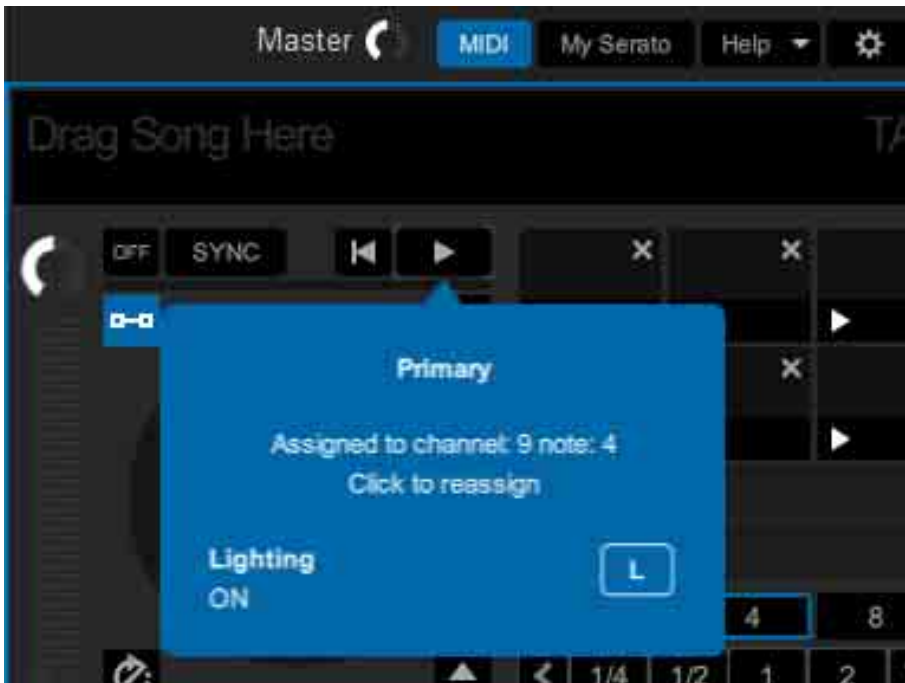 Master MIDI My Serato Help
Drag Song Here TA
OFF SYNC
Primary
Assigned to channel: 9 note: 4
Click to reassign
Lighting L
ON
4 8
1/4 1/2 1 2